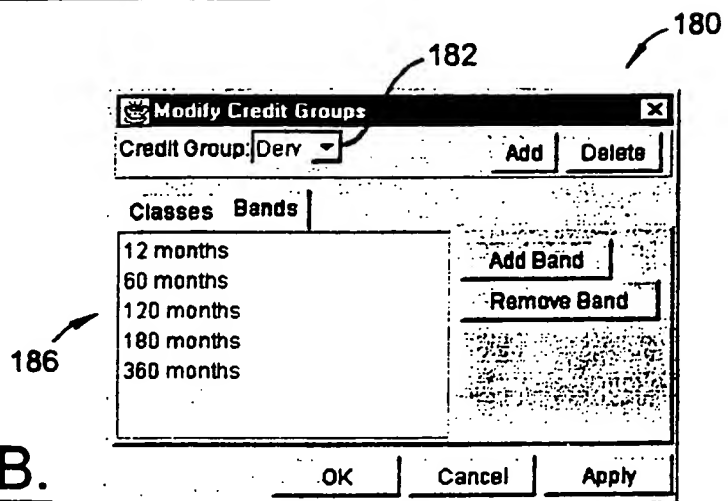 180
182
Modify Credit Groups
Credit Group: Derv Add Delete
Classes Bands
12 months
60 months
120 months
180 months
360 months
Add Band
Remove Band
186
B.
OK Cancel Apply